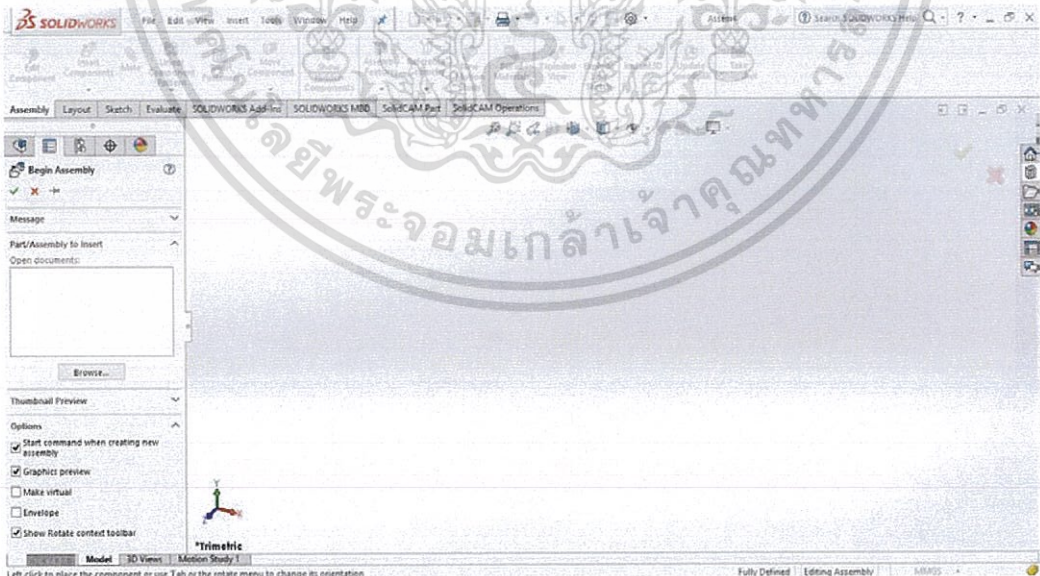 SOLIDWORKS File Edit View Insert Tools Window Help Search SOLIDWORKS Help
Assembly Layout Sketch Evaluate SOLIDWORKS Add-Ins SOLIDWORKS MBD SolidCAM Part SolidCAM Operations
Begin Assembly
Message
Part/Assembly to Insert
Open documents:
Browse...
Thumbnail Preview
Options
Start command when creating new
assembly
Graphics preview
Make virtual
Envelope
Show Rotate context toolbar
พระจอมเกล้าเจ้าคุณทหาร
Y
*Trimetric
Model 3D Views Motion Study 1
Left click to place the component or use Tab or the rotate menu to change its orientation
Fully Defined Editing Assembly MMGS